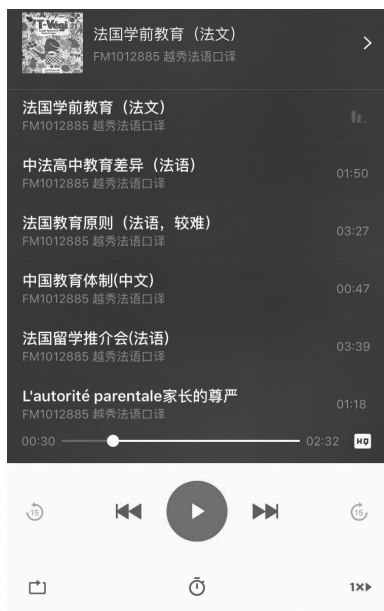 T-Vegi
法国学前教育（法文）
FM1012885 越秀法语口译
法国学前教育（法文）
FM1012885 越秀法语口译
中法高中教育差异（法语）
FM1012885 越秀法语口译
01:50
法国教育原则（法语，较难）
FM1012885 越秀法语口译
03:27
中国教育体制(中文)
FM1012885 越秀法语口译
00:47
法国留学推介会(法语)
FM1012885 越秀法语口译
03:39
L'autorité parentale家长的尊严
FM1012885 越秀法语口译
01:18
00:30
02:32
HQ
15
15
1×